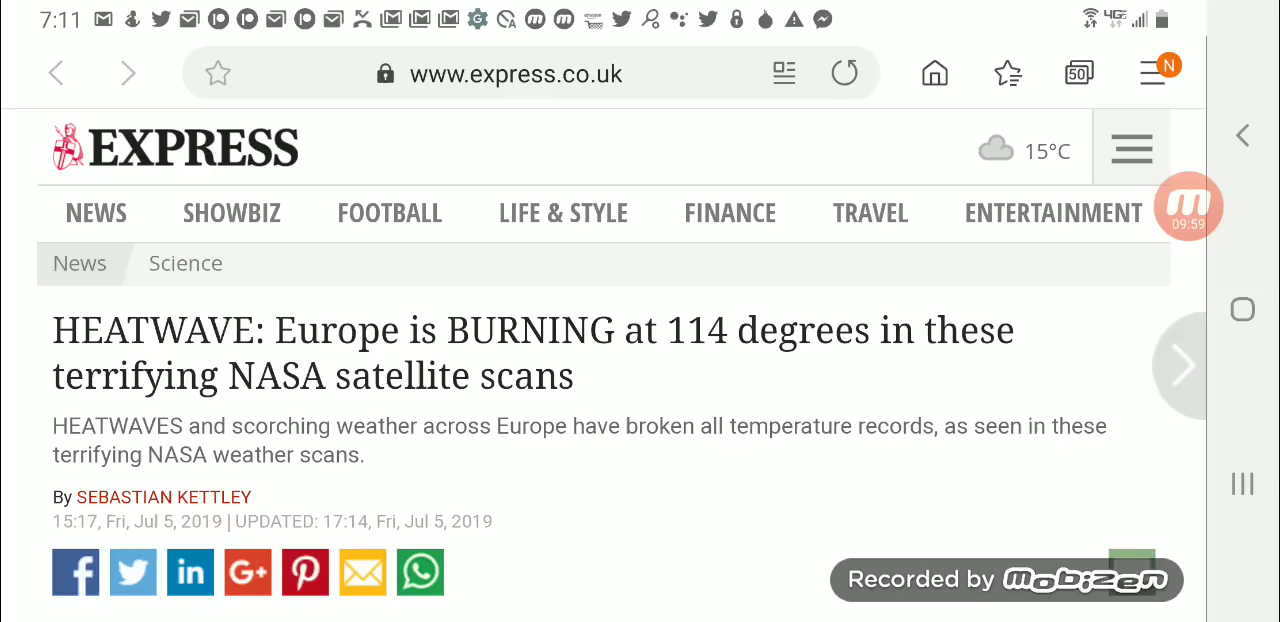 7:11
4GE
www.express.co.uk
50
N
EXPRESS
15°C
NEWS SHOWBIZ FOOTBALL LIFE & STYLE FINANCE TRAVEL ENTERTAINMENT
09:59
News Science
HEATWAVE: Europe is BURNING at 114 degrees in these
terrifying NASA satellite scans
HEATWAVES and scorching weather across Europe have broken all temperature records, as seen in these
terrifying NASA weather scans.
By SEBASTIAN KETTLEY
15:17, Fri, Jul 5, 2019 | UPDATED: 17:14, Fri, Jul 5, 2019
Recorded by mobizen